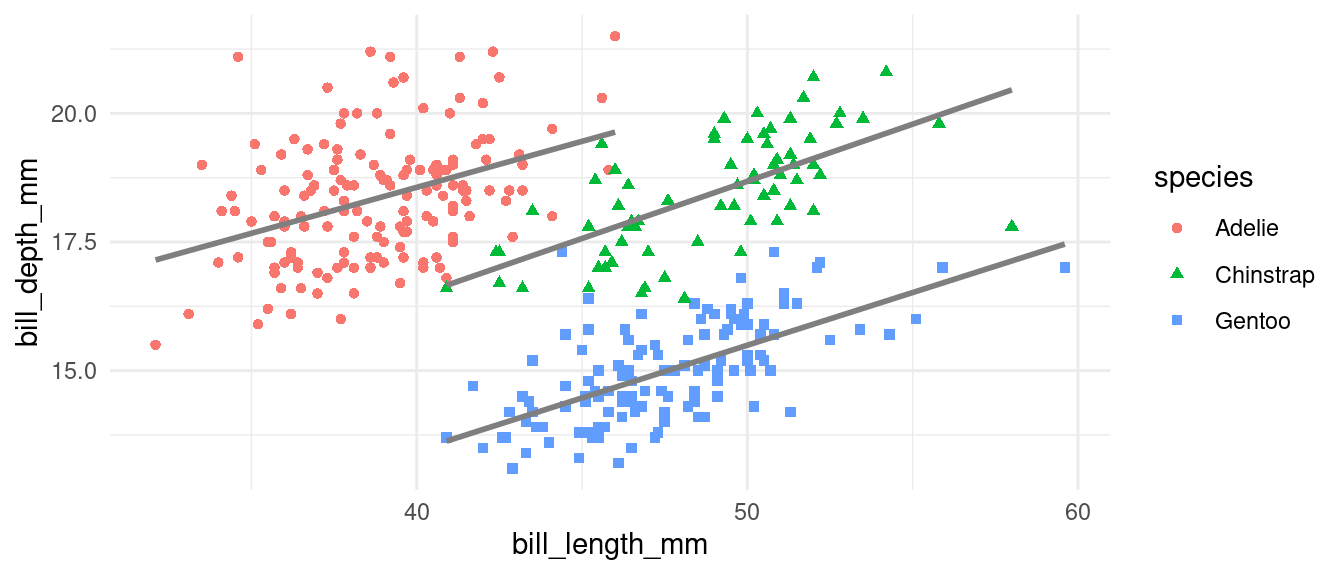 20.0
17.5
15.0
bill_depth_mm
40
50
60
bill_length_mm
species
Adelie
Chinstrap
Gentoo